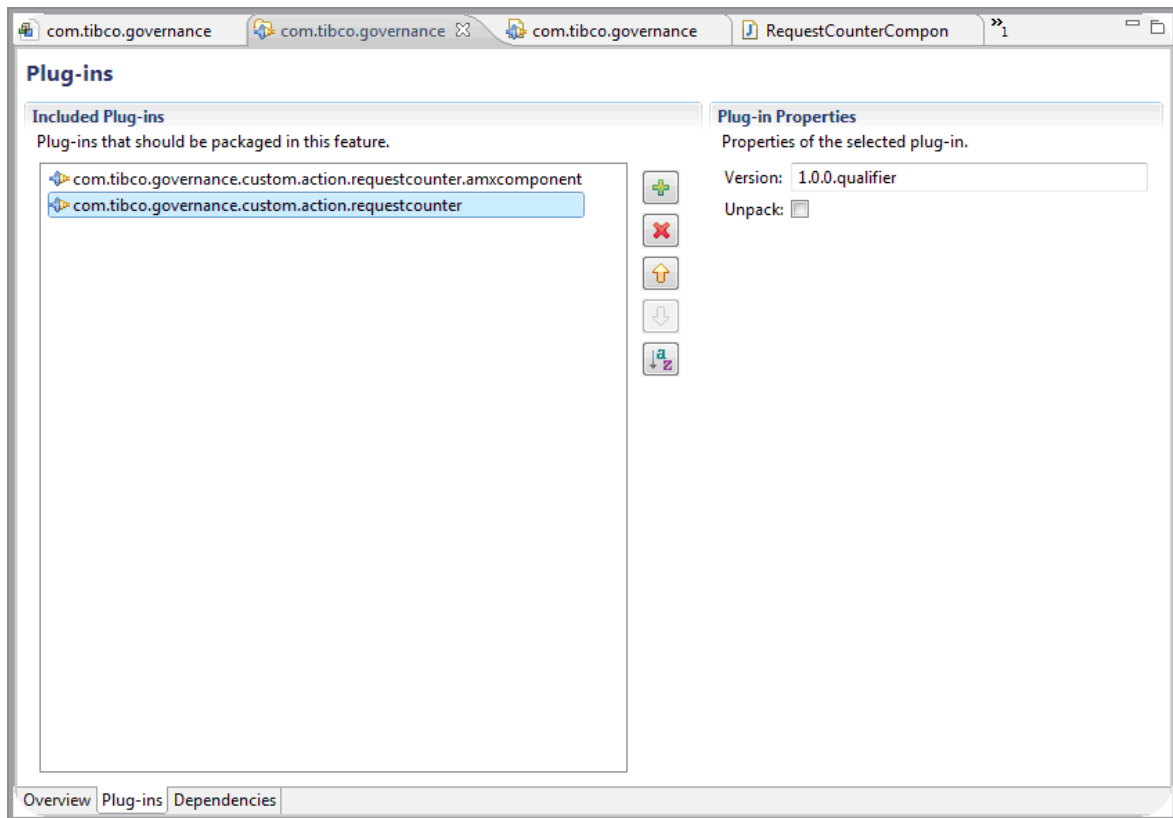 com.tibco.governance com.tibco.governance com.tibco.governance RequestCounterCompon »1
Plug-ins
Included Plug-ins
Plug-ins that should be packaged in this feature.
com.tibco.governance.custom.action.requestcounter.amxcomponent
com.tibco.governance.custom.action.requestcounter
a
z
Plug-in Properties
Properties of the selected plug-in.
Version: 1.0.0.qualifier
Unpack:
Overview Plug-ins Dependencies